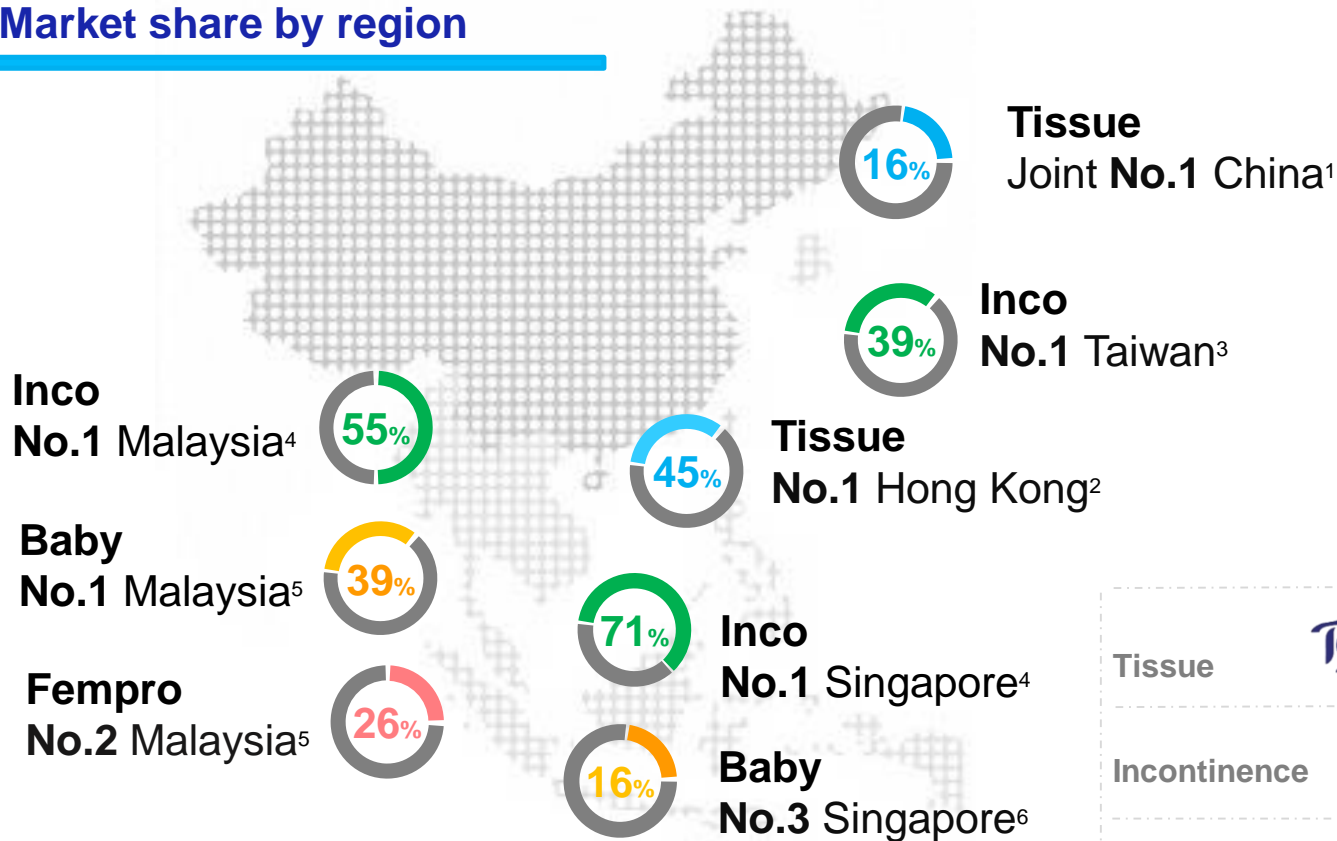 Market share by region
16%
Tissue
Joint No.1 China¹
39%
Inco
No.1 Taiwan³
Inco
No.1 Malaysia⁴
55%
45%
Tissue
No.1 Hong Kong²
Baby
No.1 Malaysia⁵
39%
71%
Inco
No.1 Singapore⁴
Fempro
No.2 Malaysia⁵
26%
16%
Baby
No.3 Singapore⁶
Tissue
Incontinence